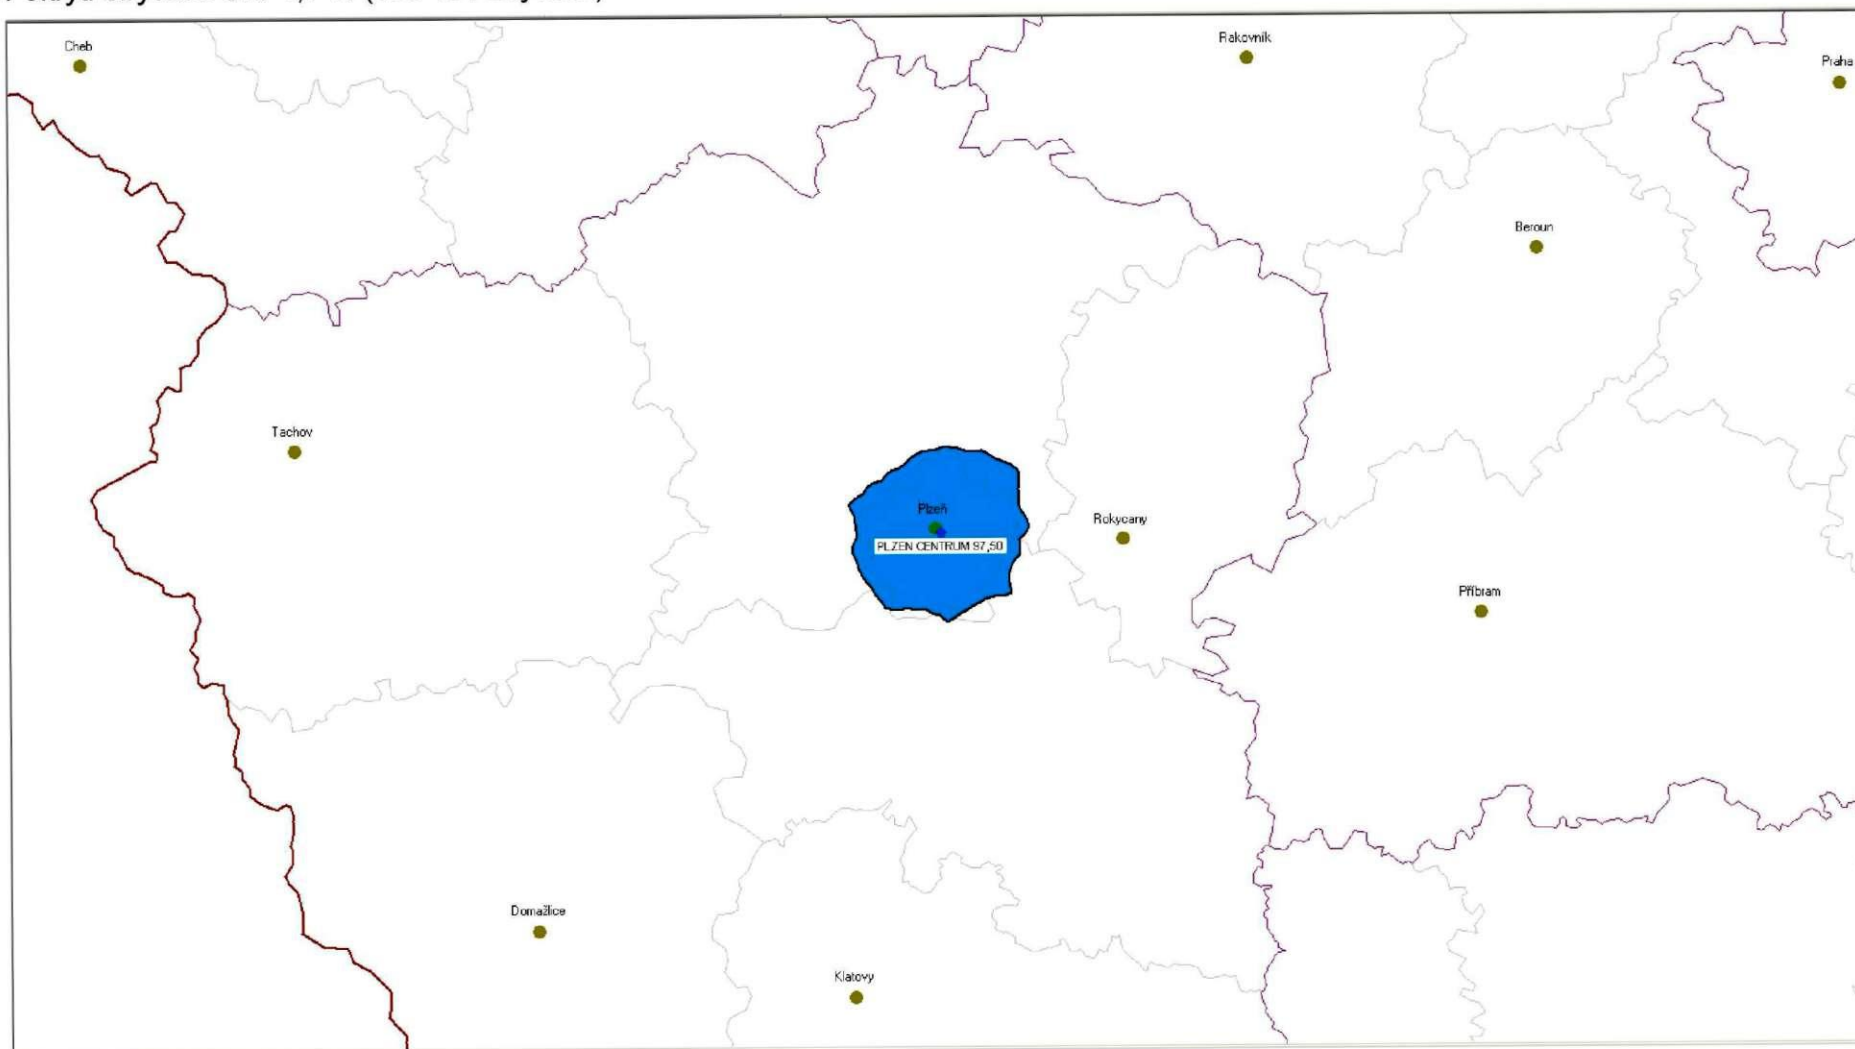 Cheb
Rakovník
Praha
Beroun
Tachov
Plzeň
Rokycany
PLZEN CENTRUM 97,50
Příbram
Domažlice
Klatovy